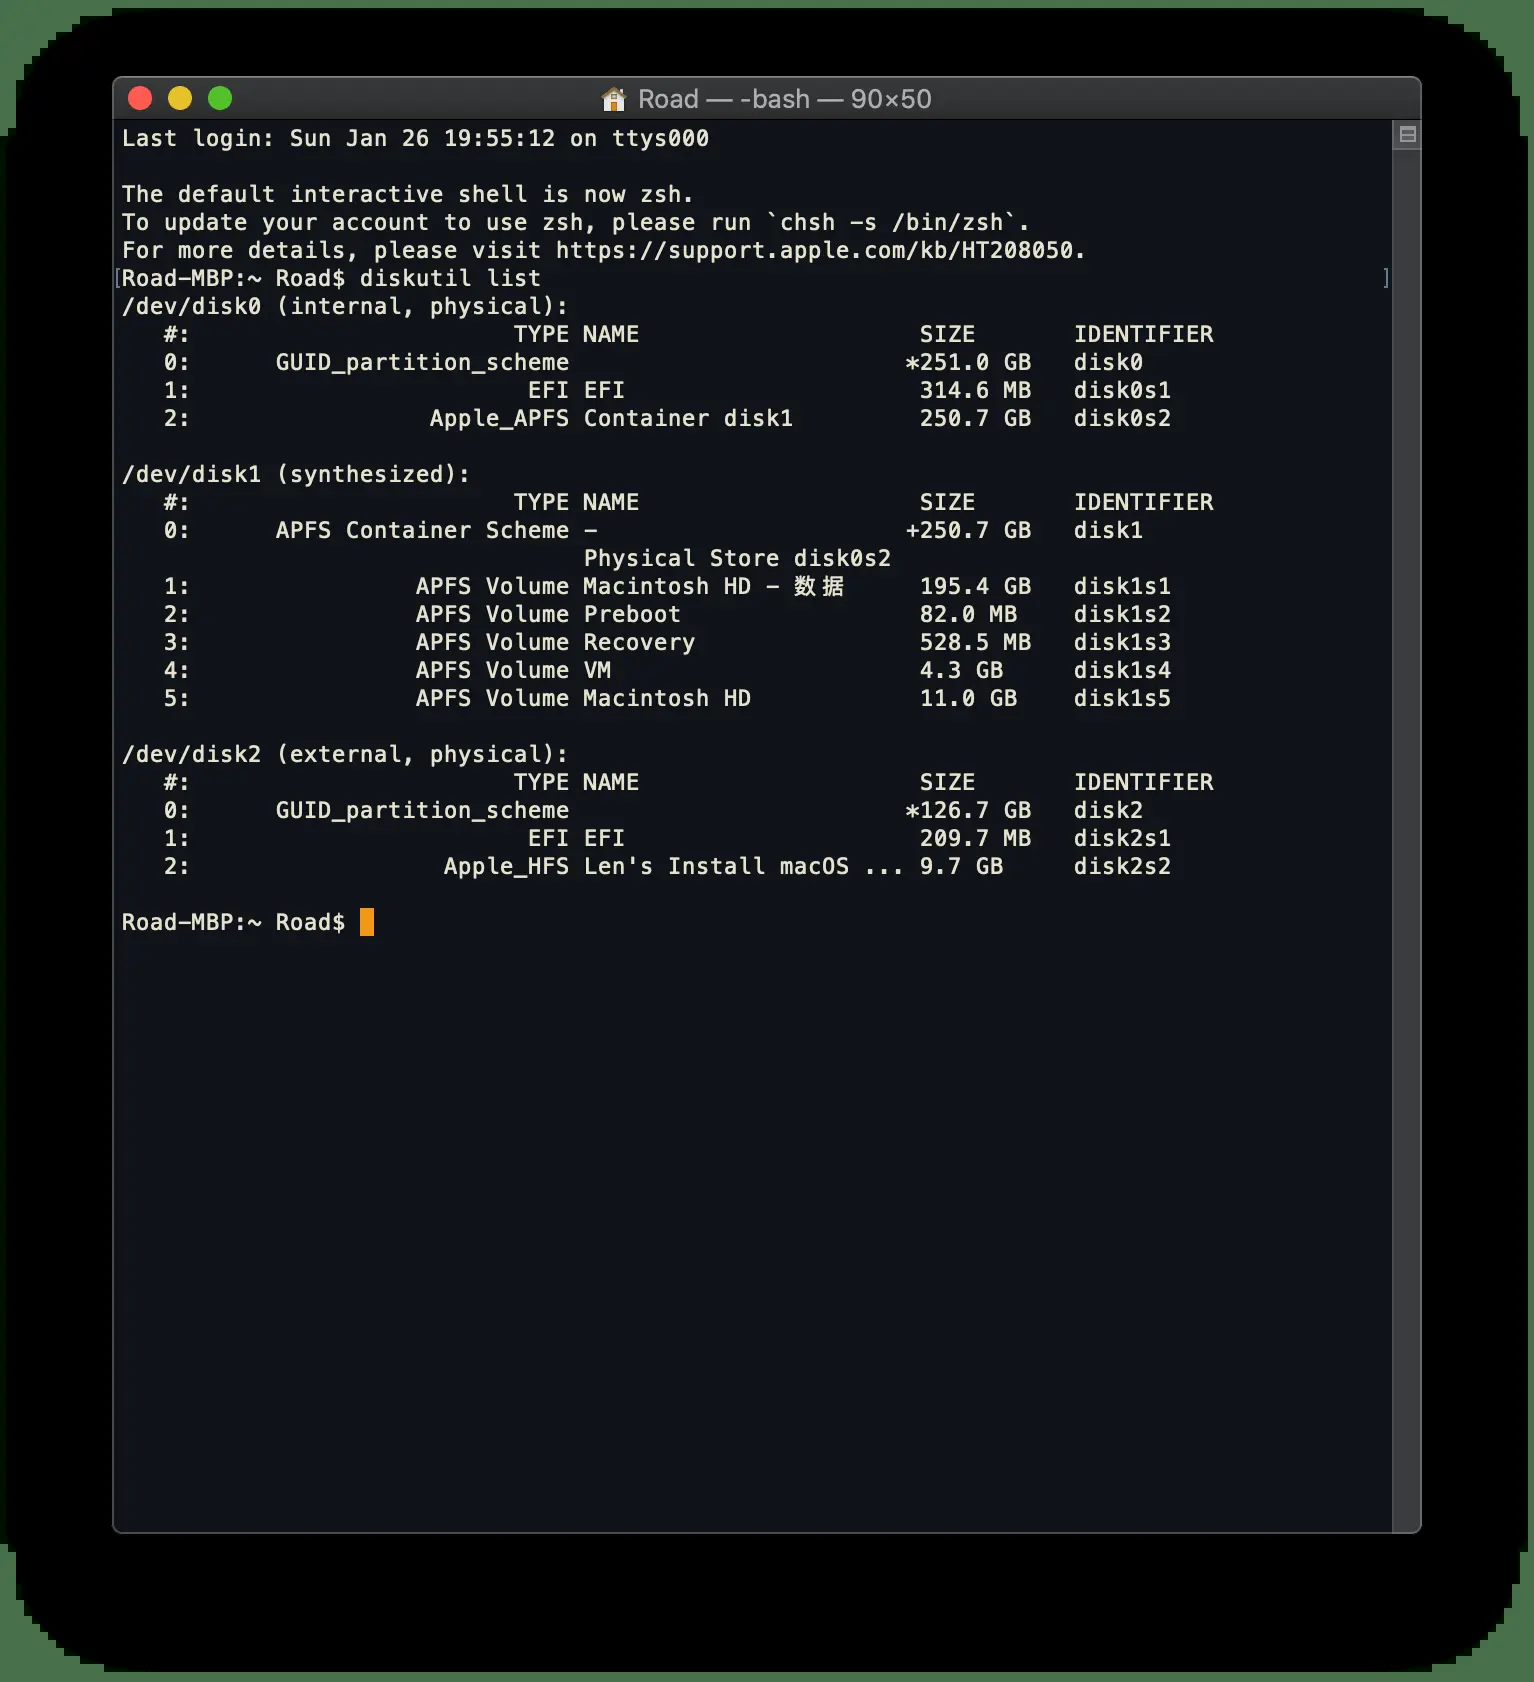 Road — -bash — 90×50
Last login: Sun Jan 26 19:55:12 on ttys000
The default interactive shell is now zsh.
To update your account to use zsh, please run `chsh -s /bin/zsh`.
For more details, please visit https://support.apple.com/kb/HT208050.
[Road-MBP:~ Road$ diskutil list ]
/dev/disk0 (internal, physical):
#: TYPE NAME SIZE IDENTIFIER
0: GUID_partition_scheme *251.0 GB disk0
1: EFI EFI 314.6 MB disk0s1
2: Apple_APFS Container disk1 250.7 GB disk0s2
/dev/disk1 (synthesized):
#: TYPE NAME SIZE IDENTIFIER
0: APFS Container Scheme - +250.7 GB disk1
Physical Store disk0s2
1: APFS Volume Macintosh HD - 数据 195.4 GB disk1s1
2: APFS Volume Preboot 82.0 MB disk1s2
3: APFS Volume Recovery 528.5 MB disk1s3
4: APFS Volume VM 4.3 GB disk1s4
5: APFS Volume Macintosh HD 11.0 GB disk1s5
/dev/disk2 (external, physical):
#: TYPE NAME SIZE IDENTIFIER
0: GUID_partition_scheme *126.7 GB disk2
1: EFI EFI 209.7 MB disk2s1
2: Apple_HFS Len's Install macOS ... 9.7 GB disk2s2
Road-MBP:~ Road$